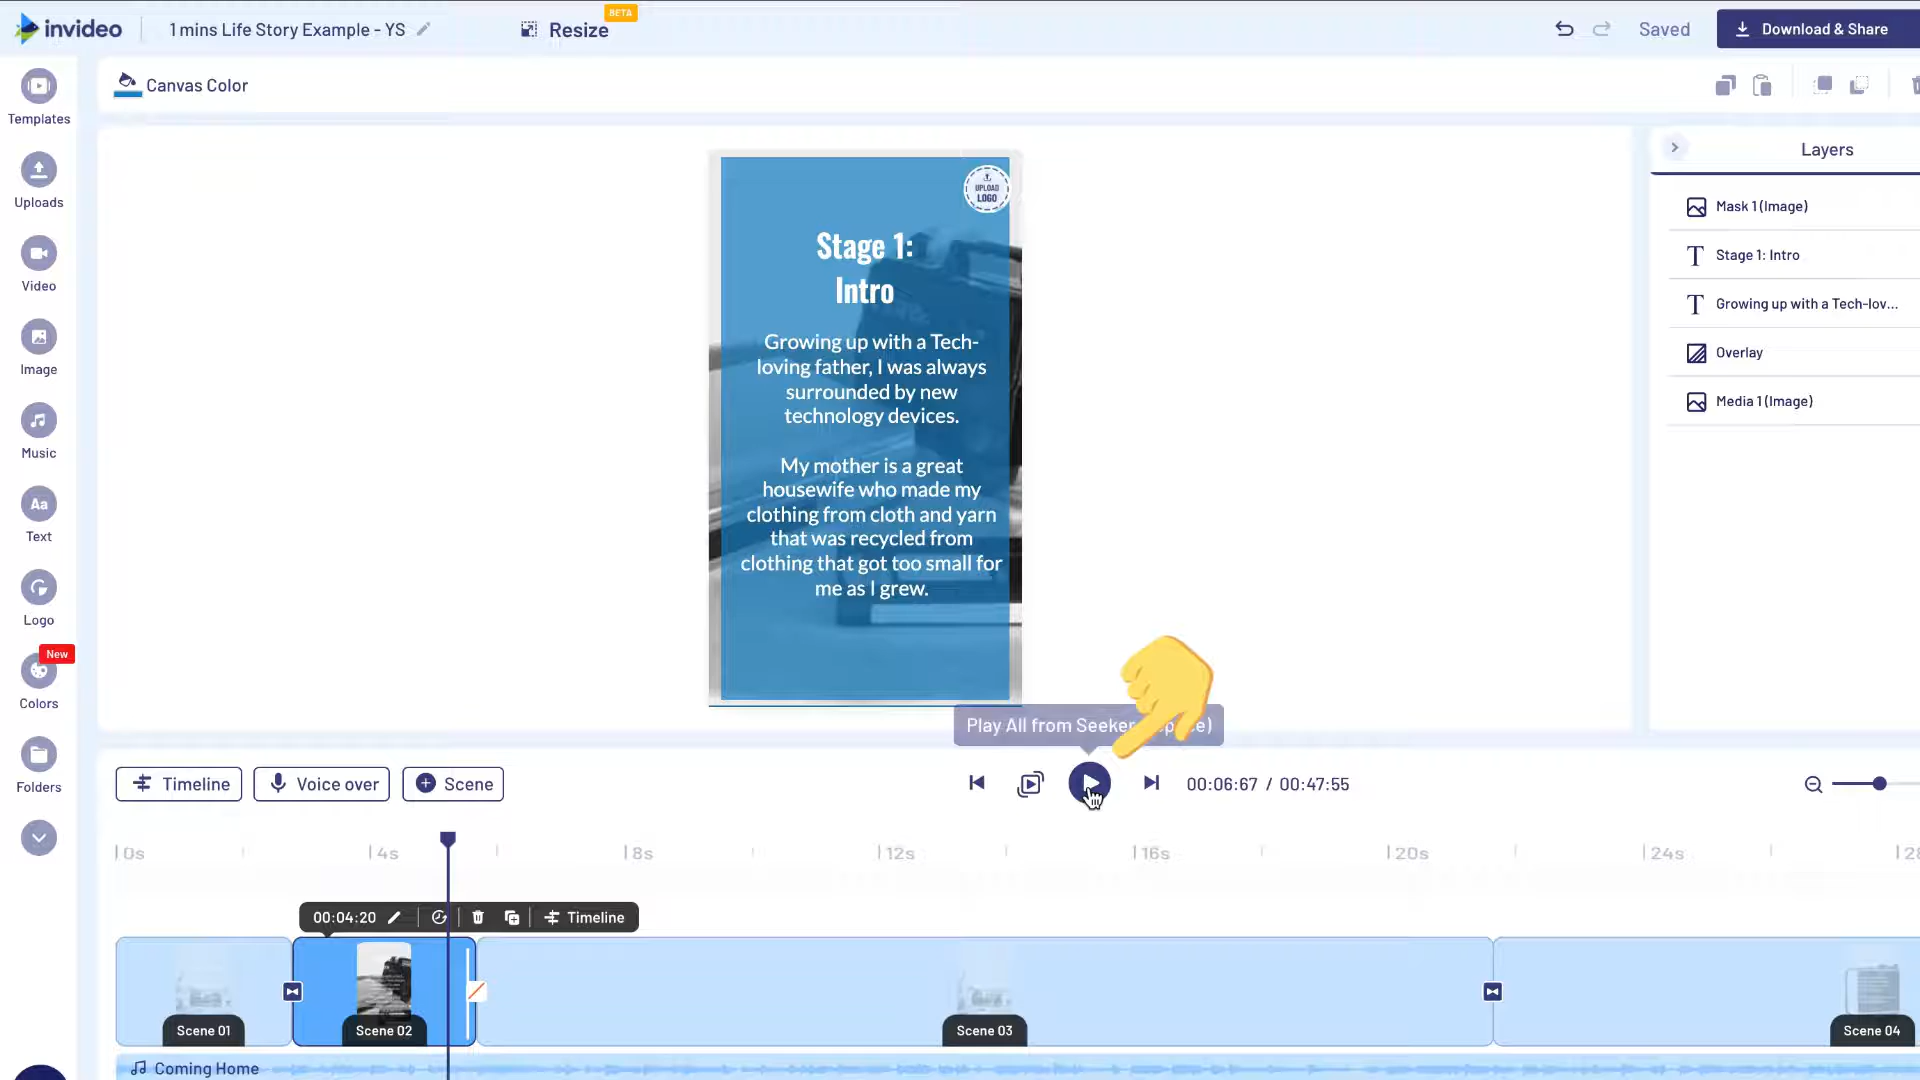 invideo
1 mins Life Story Example - YS
Resize
BETA
Saved
Download & Share
Templates
Uploads
Video
Image
Music
Text
Logo
New
Colors
Folders
Canvas Color
UPLOAD
LOGO
Stage 1:
Intro
Growing up with a Tech-
loving father, I was always
surrounded by new
technology devices.
My mother is a great
housewife who made my
clothing from cloth and yarn
that was recycled from
clothing that got too small for
me as I grew.
Layers
Mask 1 (Image)
Stage 1: Intro
Growing up with a Tech-lov...
Overlay
Media 1 (Image)
Play All from Seeker
Timeline
Voice over
Scene
00:06:67 / 00:47:55
0s
4s
8s
12s
16s
20s
24s
00:04:20
Timeline
Scene 01
Scene 02
Scene 03
Scene 04
Coming Home